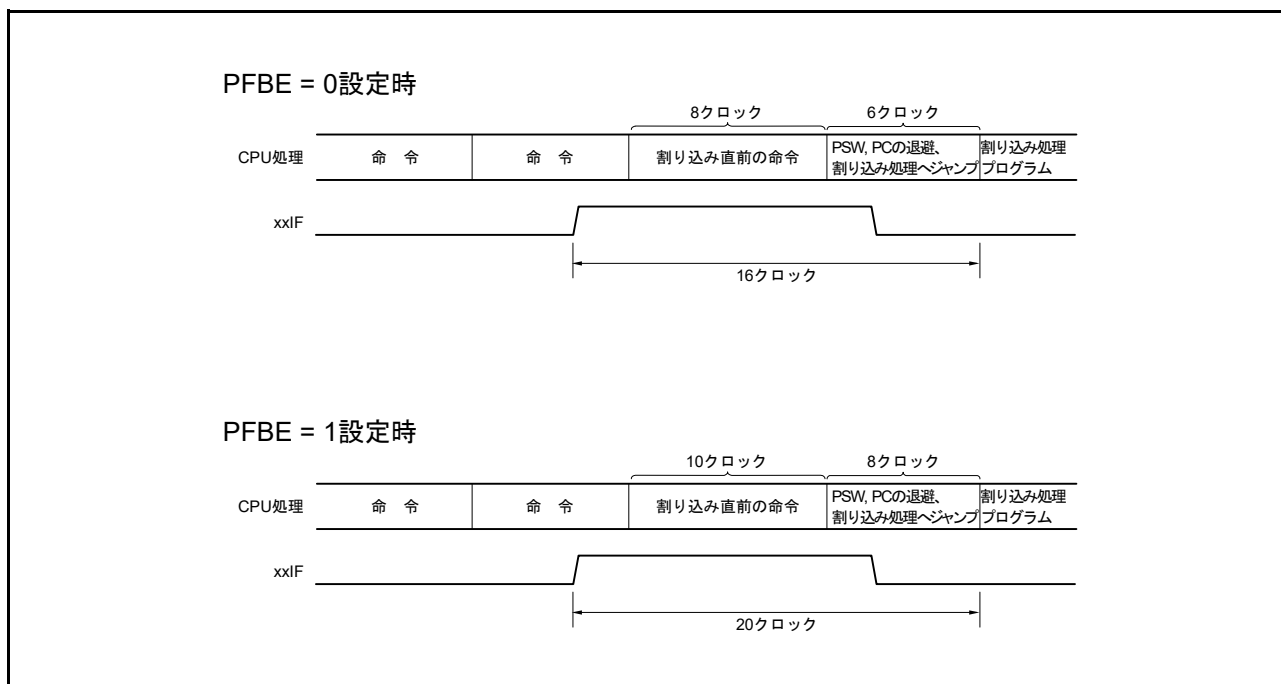 PFBE = 0設定時
8クロック 6クロック
CPU処理 命 令 命 令 割り込み直前の命令 PSW, PCの退避、 割り込み処理
割り込み処理へジャンプ プログラム
xxIF
16クロック
PFBE = 1設定時
10クロック 8クロック
CPU処理 命 令 命 令 割り込み直前の命令 PSW, PCの退避、 割り込み処理
割り込み処理へジャンプ プログラム
xxIF
20クロック